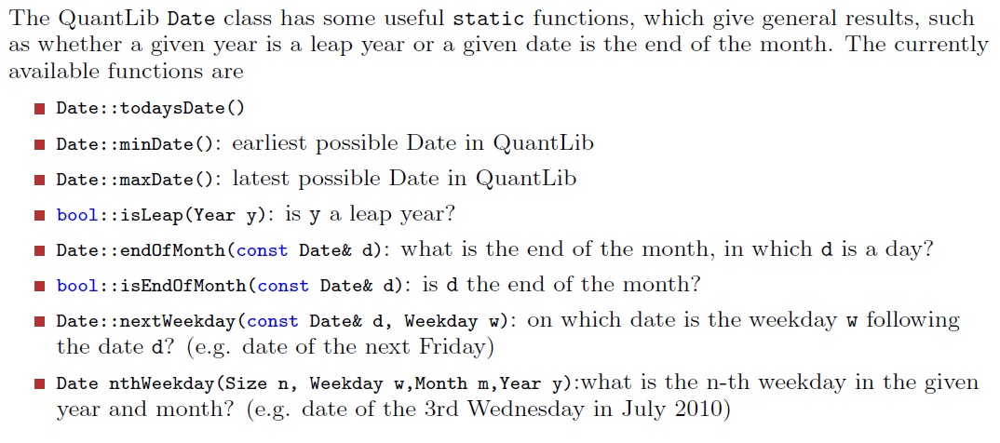 The QuantLib Date class has some useful static functions, which give general results, such
as whether a given year is a leap year or a given date is the end of the month. The currently
available functions are
■ Date::todaysDate()
■ Date::minDate(): earliest possible Date in QuantLib
■ Date::maxDate(): latest possible Date in QuantLib
■ bool::isLeap(Year y): is y a leap year?
■ Date::endOfMonth(const Date& d): what is the end of the month, in which d is a day?
■ bool::isEndOfMonth(const Date& d): is d the end of the month?
■ Date::nextWeekday(const Date& d, Weekday w): on which date is the weekday w following
the date d? (e.g. date of the next Friday)
■ Date nthWeekday(Size n, Weekday w,Month m,Year y):what is the n-th weekday in the given
year and month? (e.g. date of the 3rd Wednesday in July 2010)